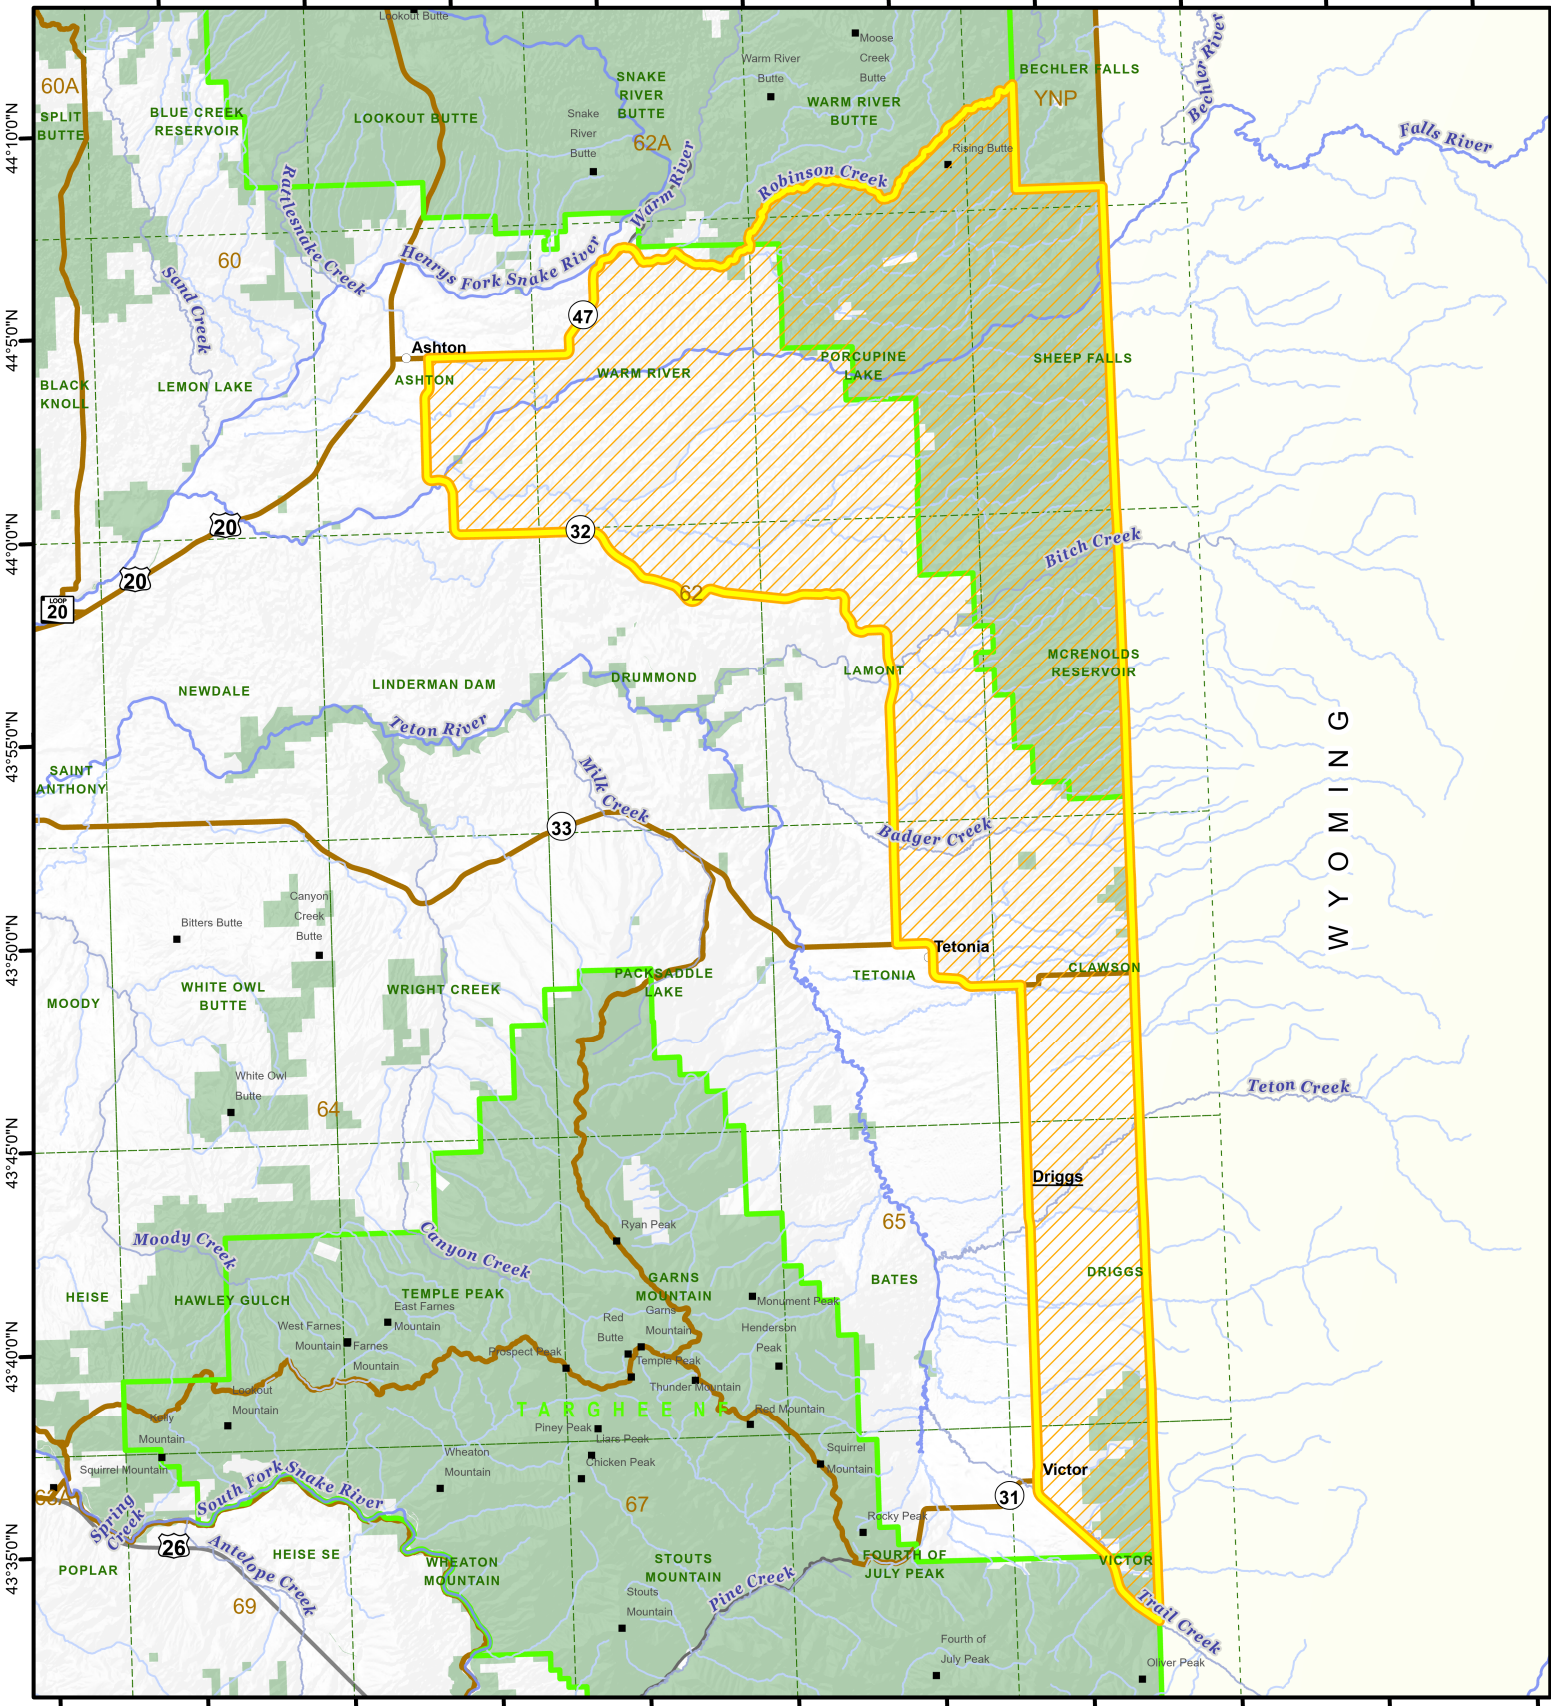 Lookout Butte
Moose
Creek
Butte
Warm River
Butte
Bechler River
BECHLER FALLS
60A
SNAKE
RIVER
BUTTE
YNP
WARM RIVER
BUTTE
SPLIT
BUTTE
BLUE CREEK
RESERVOIR
LOOKOUT BUTTE
Snake
River
Butte
62A
Falls River
44°10'0"N
Rising Butte
Rattlesnake Creek
Warm River
Robinson Creek
60
Henrys Fork Snake River
Sand Creek
47
44°5'0"N
Ashton
ASHTON
WARM RIVER
PORCUPINE
LAKE
SHEEP FALLS
BLACK
KNOLL
LEMON LAKE
20
32
44°0'0"N
Bitch Creek
20
LOOP
20
62
MCRENOLDS
RESERVOIR
LAMONT
DRUMMOND
LINDERMAN DAM
NEWDALE
Teton River
43°55'0"N
WYOMING
SAINT
ANTHONY
Milk Creek
33
Badger Creek
Canyon
Creek
Butte
Bitters Butte
43°50'0"N
Tetonia
TETONIA
CLAWSON
PACKSADDLE
LAKE
WHITE OWL
BUTTE
WRIGHT CREEK
MOODY
White Owl
Butte
64
Teton Creek
43°45'0"N
Driggs
65
Ryan Peak
Moody Creek
Canyon Creek
BATES
DRIGGS
GARNS
MOUNTAIN
HEISE
HAWLEY GULCH
TEMPLE PEAK
Monument Peak
East Farnes
Mountain
West Farnes
Mountain
Farnes
Mountain
Red
Butte
Garns
Mountain
Henderson
Peak
43°40'0"N
Prospect Peak
Temple Peak
Thunder Mountain
Lookout
Mountain
TARGHEE NF
Red Mountain
Kelly
Mountain
Piney Peak
Liars Peak
Chicken Peak
Squirrel
Mountain
Wheaton
Mountain
Squirrel Mountain
Victor
31
South Fork Snake River
67
Rocky Peak
Spring
Creek
26
Antelope Creek
43°35'0"N
POPLAR
HEISE SE
WHEATON
MOUNTAIN
STOUTS
MOUNTAIN
FOURTH OF
JULY PEAK
VICTOR
Pine Creek
Stouts
Mountain
69
Trail Creek
Fourth of
July Peak
Oliver Peak